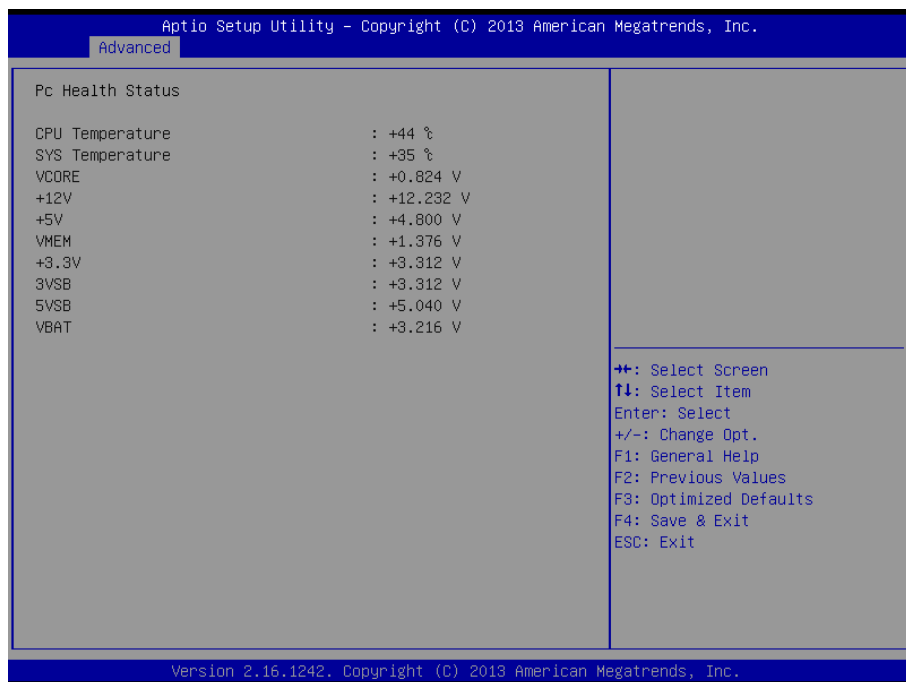 Aptio Setup Utility – Copyright (C) 2013 American Megatrends, Inc.
Advanced
Pc Health Status
CPU Temperature : +44 ℃
SYS Temperature : +35 ℃
VCORE : +0.824 V
+12V : +12.232 V
+5V : +4.800 V
VMEM : +1.376 V
+3.3V : +3.312 V
3VSB : +3.312 V
5VSB : +5.040 V
VBAT : +3.216 V
→←: Select Screen
↑↓: Select Item
Enter: Select
+/-: Change Opt.
F1: General Help
F2: Previous Values
F3: Optimized Defaults
F4: Save & Exit
ESC: Exit
Version 2.16.1242. Copyright (C) 2013 American Megatrends, Inc.